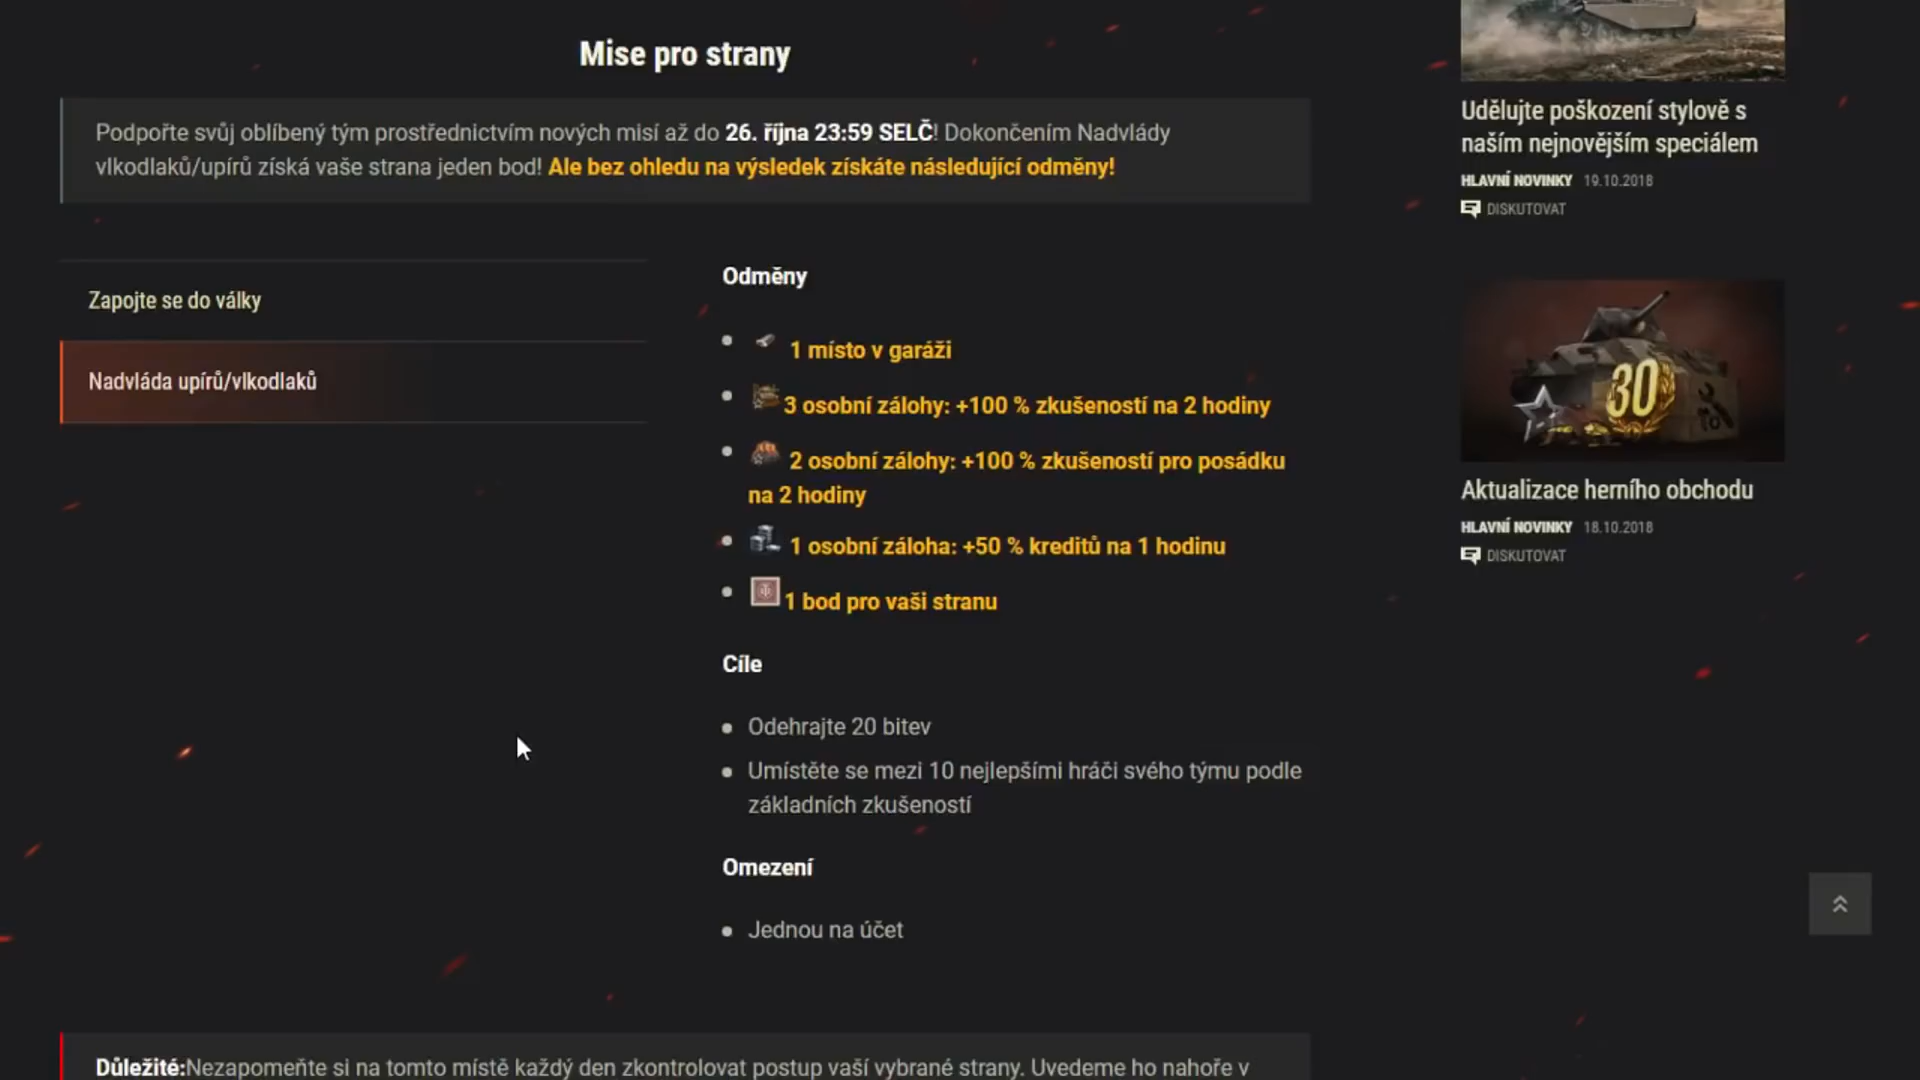 Mise pro strany
Podpořte svůj oblíbený tým prostřednictvím nových misí až do 26. října 23:59 SELČ! Dokončením Nadvlády
vlkodlaků/upírů získá vaše strana jeden bod! Ale bez ohledu na výsledek získáte následující odměny!
Zapojte se do války
Nadvláda upírů/vlkodlaků
Odměny
1 místo v garáži
3 osobní zálohy: +100 % zkušeností na 2 hodiny
2 osobní zálohy: +100 % zkušeností pro posádku
na 2 hodiny
1 osobní záloha: +50 % kreditů na 1 hodinu
1 bod pro vaši stranu
Cíle
Odehrajte 20 bitev
Umístěte se mezi 10 nejlepšími hráči svého týmu podle
základních zkušeností
Omezení
Jednou na účet
Důležité:Nezapomeňte si na tomto místě každý den zkontrolovat postup vaší vybrané strany. Uvedeme ho nahoře v
Udělujte poškození stylově s
naším nejnovějším speciálem
HLAVNÍ NOVINKY 19.10.2018
DISKUTOVAT
30
Aktualizace herního obchodu
HLAVNÍ NOVINKY 18.10.2018
DISKUTOVAT